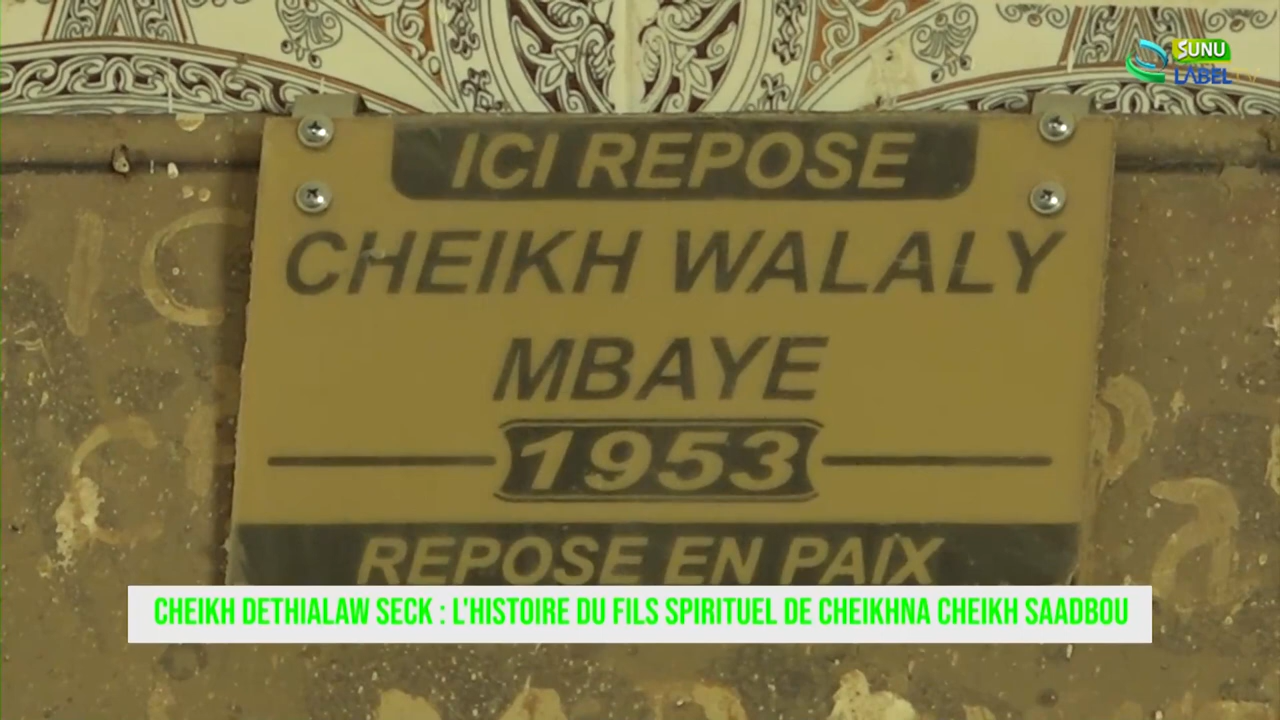 SUNU
LABEL
ICI REPOSE
CHEIKH WALALY
MBAYE
1953
REPOSE EN PAIX
CHEIKH DETHIALAW SECK : L'HISTOIRE DU FILS SPIRITUEL DE CHEIKHNA CHEIKH SAADBOU